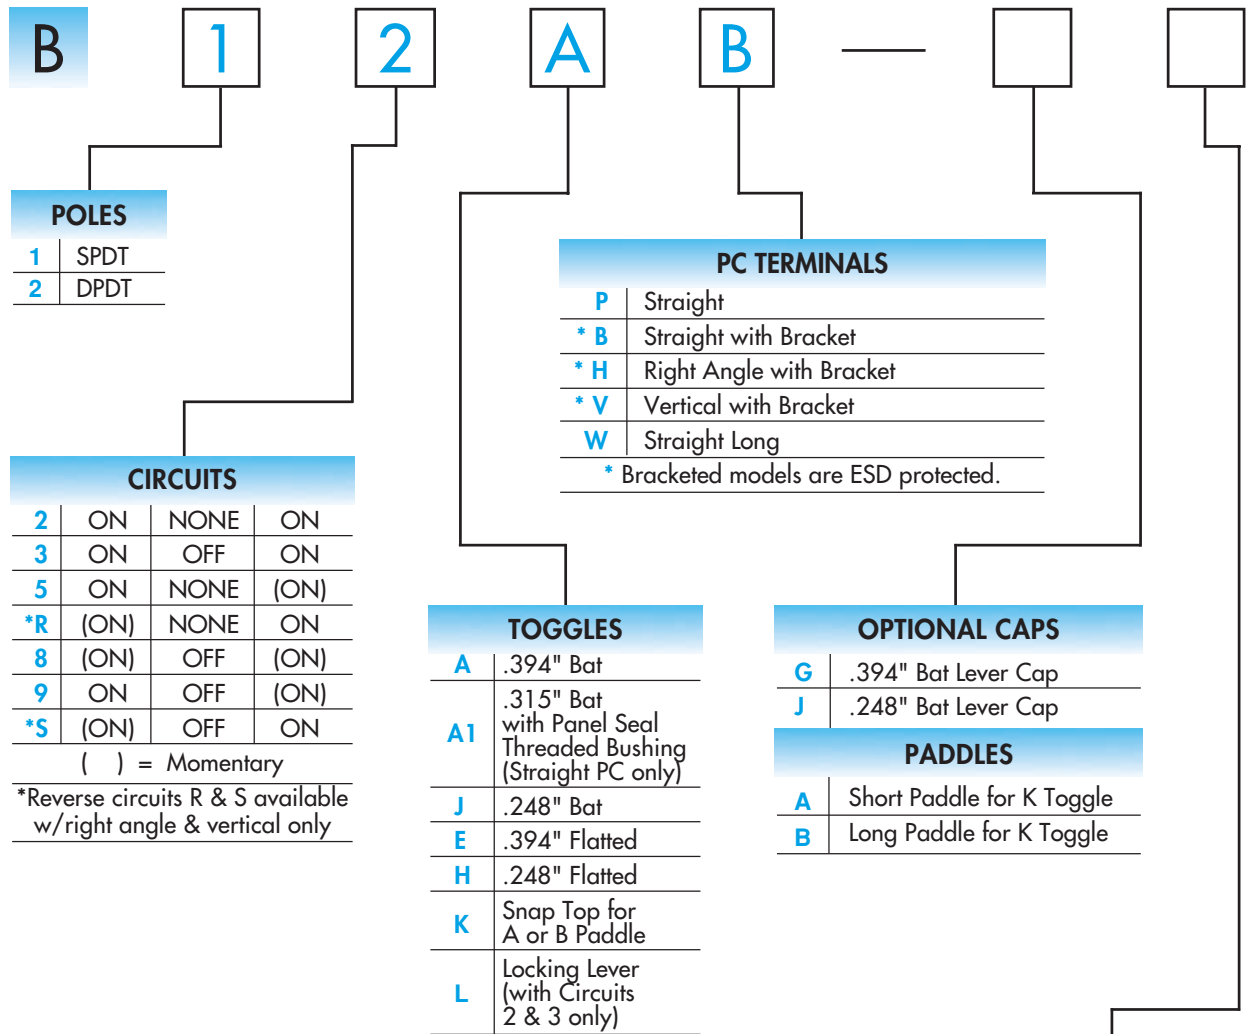 B 1 2 A B —
POLES
1 SPDT
2 DPDT
PC TERMINALS
P Straight
* B Straight with Bracket
* H Right Angle with Bracket
* V Vertical with Bracket
W Straight Long
* Bracketed models are ESD protected.
CIRCUITS
2 ON NONE ON
3 ON OFF ON
5 ON NONE (ON)
*R (ON) NONE ON
8 (ON) OFF (ON)
9 ON OFF (ON)
*S (ON) OFF ON
( ) = Momentary
*Reverse circuits R & S available
w/right angle & vertical only
TOGGLES
A .394" Bat
A1 .315" Bat
with Panel Seal
Threaded Bushing
(Straight PC only)
J .248" Bat
E .394" Flatted
H .248" Flatted
K Snap Top for
A or B Paddle
L Locking Lever
(with Circuits
2 & 3 only)
OPTIONAL CAPS
G .394" Bat Lever Cap
J .248" Bat Lever Cap
PADDLES
A Short Paddle for K Toggle
B Long Paddle for K Toggle